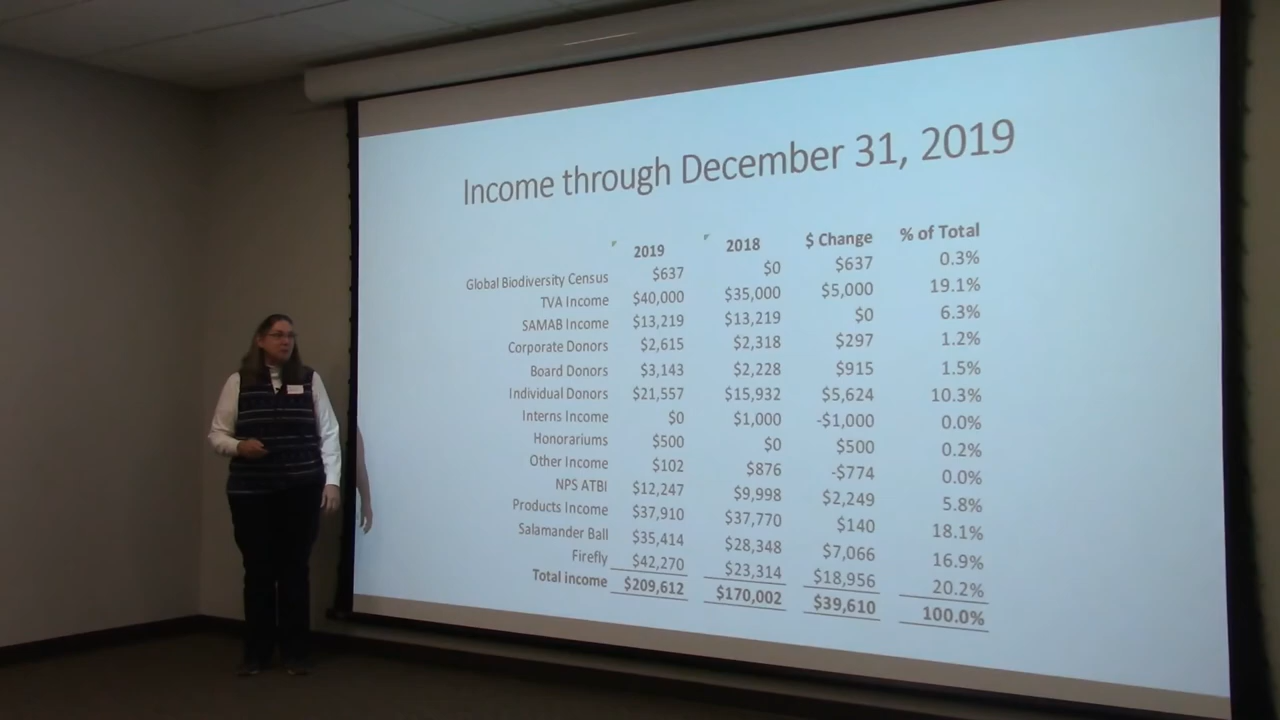 Income through December 31, 2019
2019 2018 $ Change % of Total
Global Biodiversity Census $637 $0 $637 0.3%
TVA Income $40,000 $35,000 $5,000 19.1%
SAMAB Income $13,219 $13,219 $0 6.3%
Corporate Donors $2,615 $2,318 $297 1.2%
Board Donors $3,143 $2,228 $915 1.5%
Individual Donors $21,557 $15,932 $5,624 10.3%
Interns Income $0 $1,000 -$1,000 0.0%
Honorariums $500 $0 $500 0.2%
Other Income $102 $876 -$774 0.0%
NPS ATBI $12,247 $9,998 $2,249 5.8%
Products Income $37,910 $37,770 $140 18.1%
Salamander Ball $35,414 $28,348 $7,066 16.9%
Firefly $42,270 $23,314 $18,956 20.2%
Total income $209,612 $170,002 $39,610 100.0%